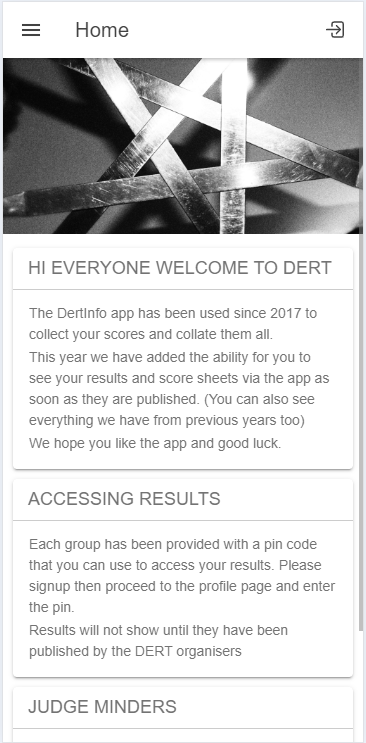 Home
HI EVERYONE WELCOME TO DERT
The DertInfo app has been used since 2017 to
collect your scores and collate them all.
This year we have added the ability for you to
see your results and score sheets via the app as
soon as they are published. (You can also see
everything we have from previous years too)
We hope you like the app and good luck.
ACCESSING RESULTS
Each group has been provided with a pin code
that you can use to access your results. Please
signup then proceed to the profile page and enter
the pin.
Results will not show until they have been
published by the DERT organisers
JUDGE MINDERS